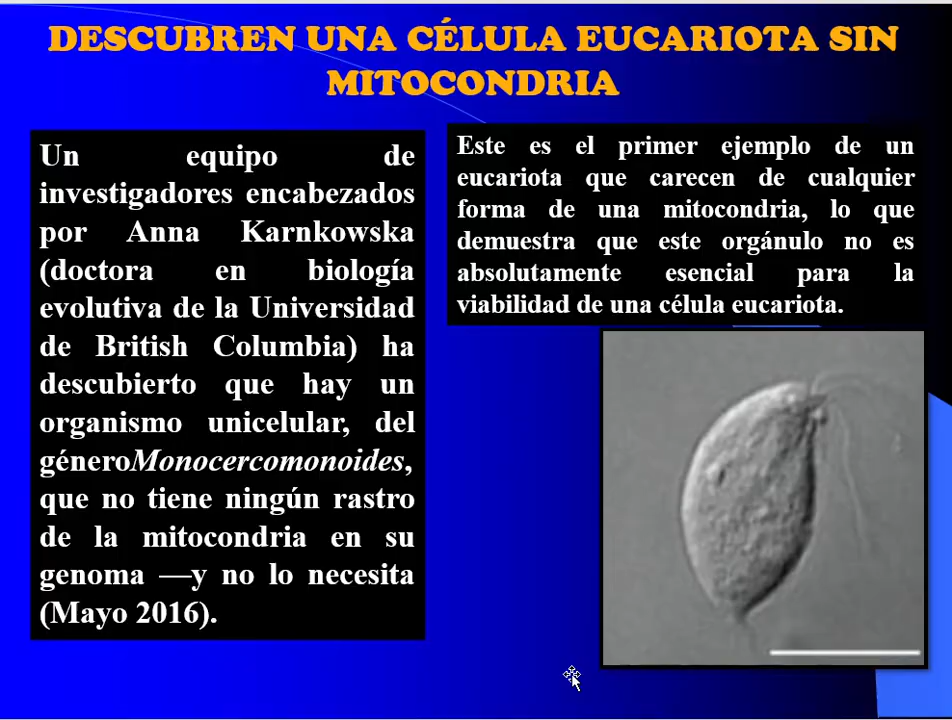 DESCUBREN UNA CÉLULA EUCARIOTA SIN
MITOCONDRIA
Un equipo de
investigadores encabezados
por Anna Karnkowska
(doctora en biología
evolutiva de la Universidad
de British Columbia) ha
descubierto que hay un
organismo unicelular, del
géneroMonocercomonoides,
que no tiene ningún rastro
de la mitocondria en su
genoma —y no lo necesita
(Mayo 2016).
Este es el primer ejemplo de un
eucariota que carecen de cualquier
forma de una mitocondria, lo que
demuestra que este orgánulo no es
absolutamente esencial para la
viabilidad de una célula eucariota.